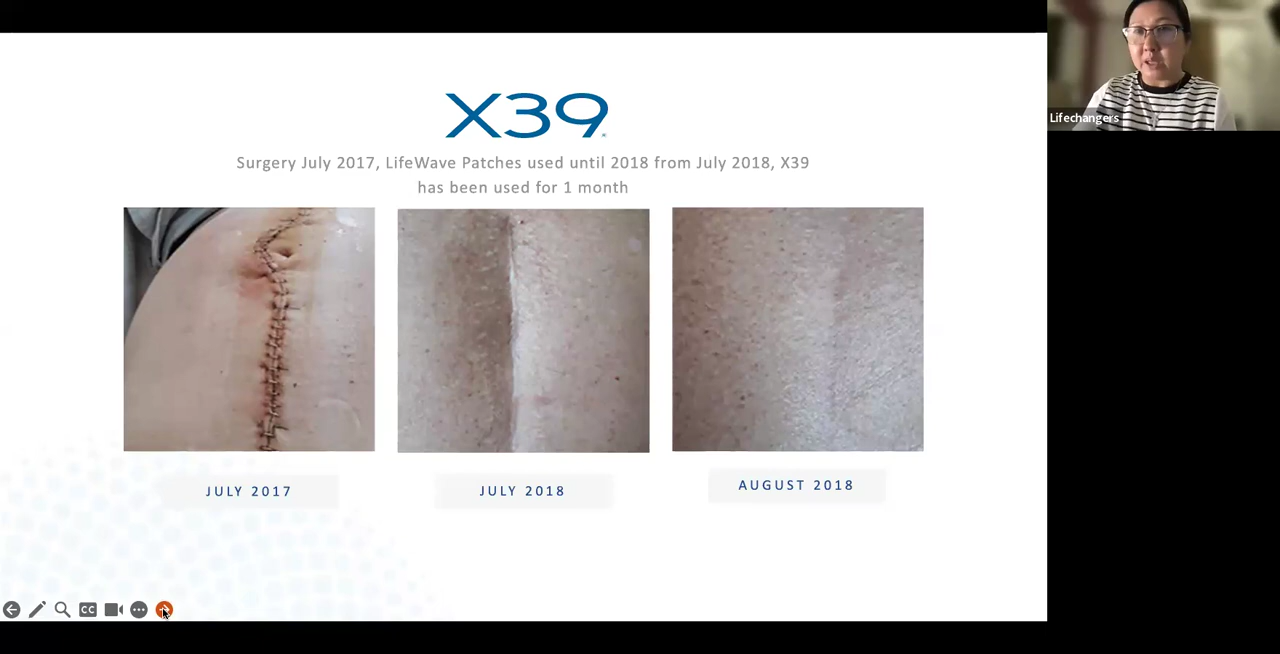 X39
Surgery July 2017, LifeWave Patches used until 2018 from July 2018, X39
has been used for 1 month
JULY 2017
JULY 2018
AUGUST 2018
CC
Lifechangers